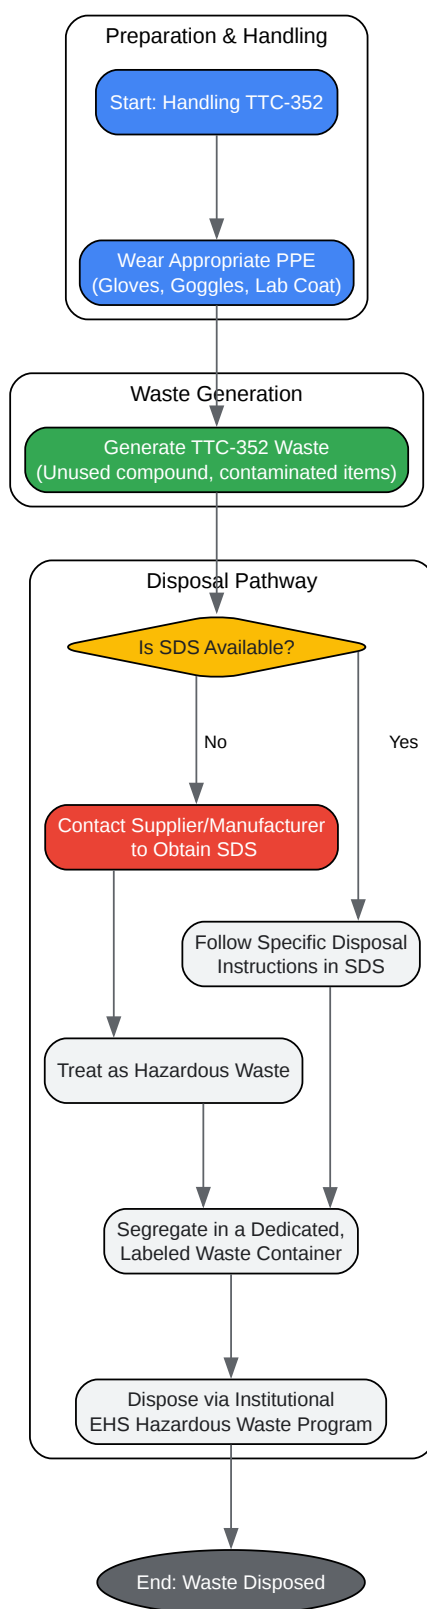 Preparation & Handling
Start: Handling TTC-352
Wear Appropriate PPE
(Gloves, Goggles, Lab Coat)
Waste Generation
Generate TTC-352 Waste
(Unused compound, contaminated items)
Disposal Pathway
Is SDS Available?
No
Yes
Contact Supplier/Manufacturer
to Obtain SDS
Follow Specific Disposal
Instructions in SDS
Treat as Hazardous Waste
Segregate in a Dedicated,
Labeled Waste Container
Dispose via Institutional
EHS Hazardous Waste Program
End: Waste Disposed